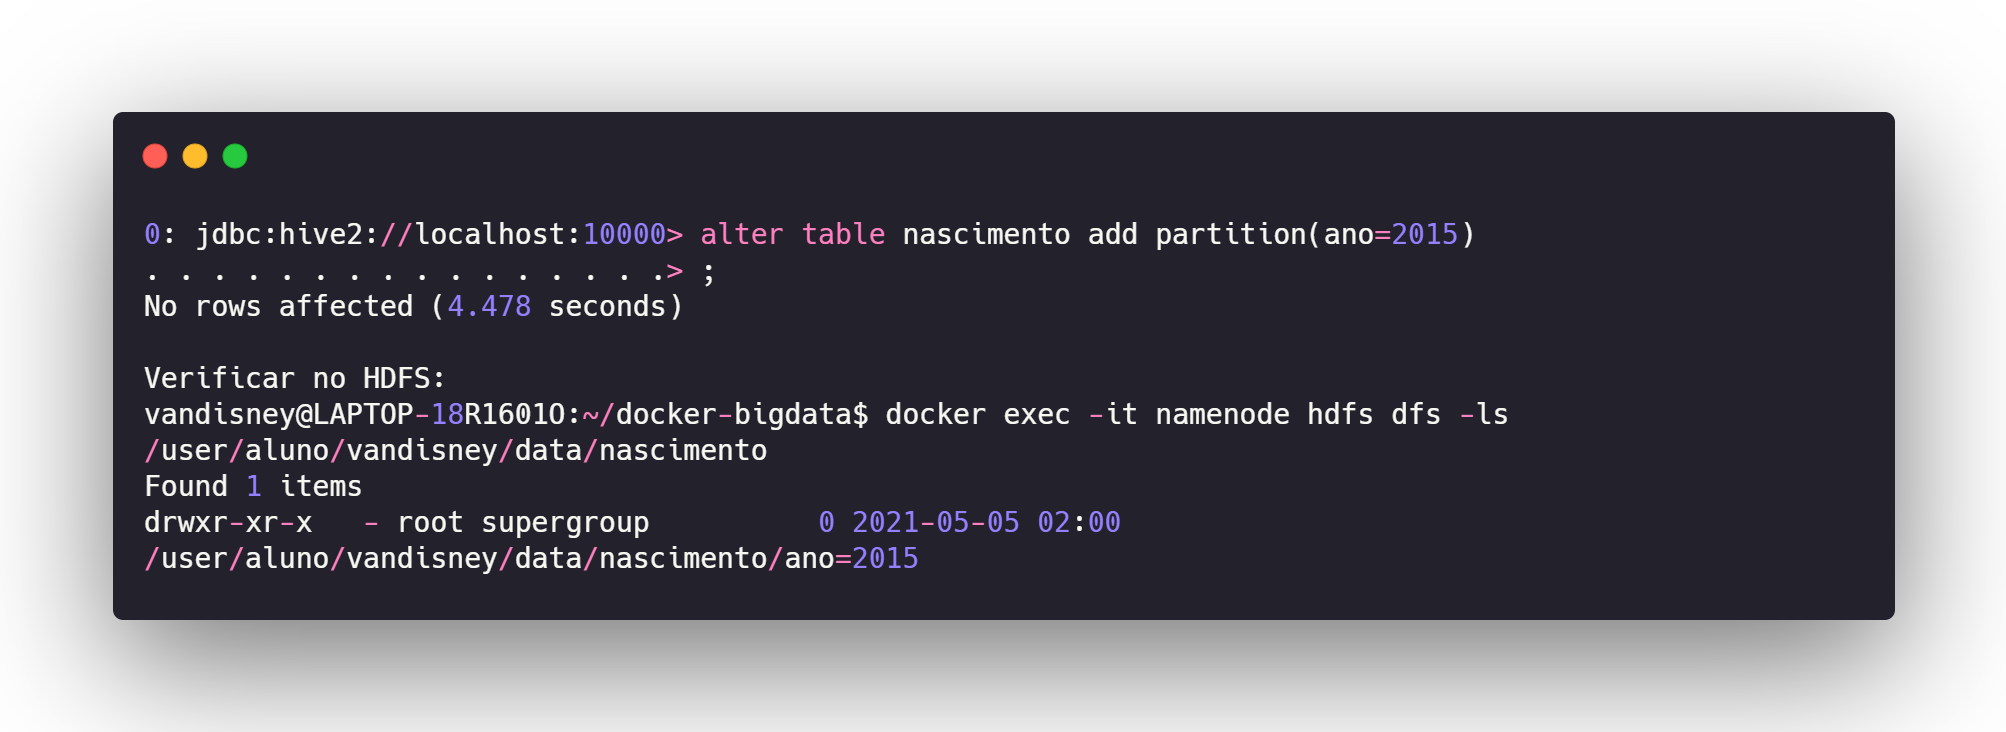 0: jdbc:hive2://localhost:10000> alter table nascimento add partition(ano=2015)
. . . . . . . . . . . . . . . .> ;
No rows affected (4.478 seconds)
Verificar no HDFS:
vandisney@LAPTOP-18R1601O:~/docker-bigdata$ docker exec -it namenode hdfs dfs -ls
/user/aluno/vandisney/data/nascimento
Found 1 items
drwxr-xr-x   - root supergroup          0 2021-05-05 02:00
/user/aluno/vandisney/data/nascimento/ano=2015